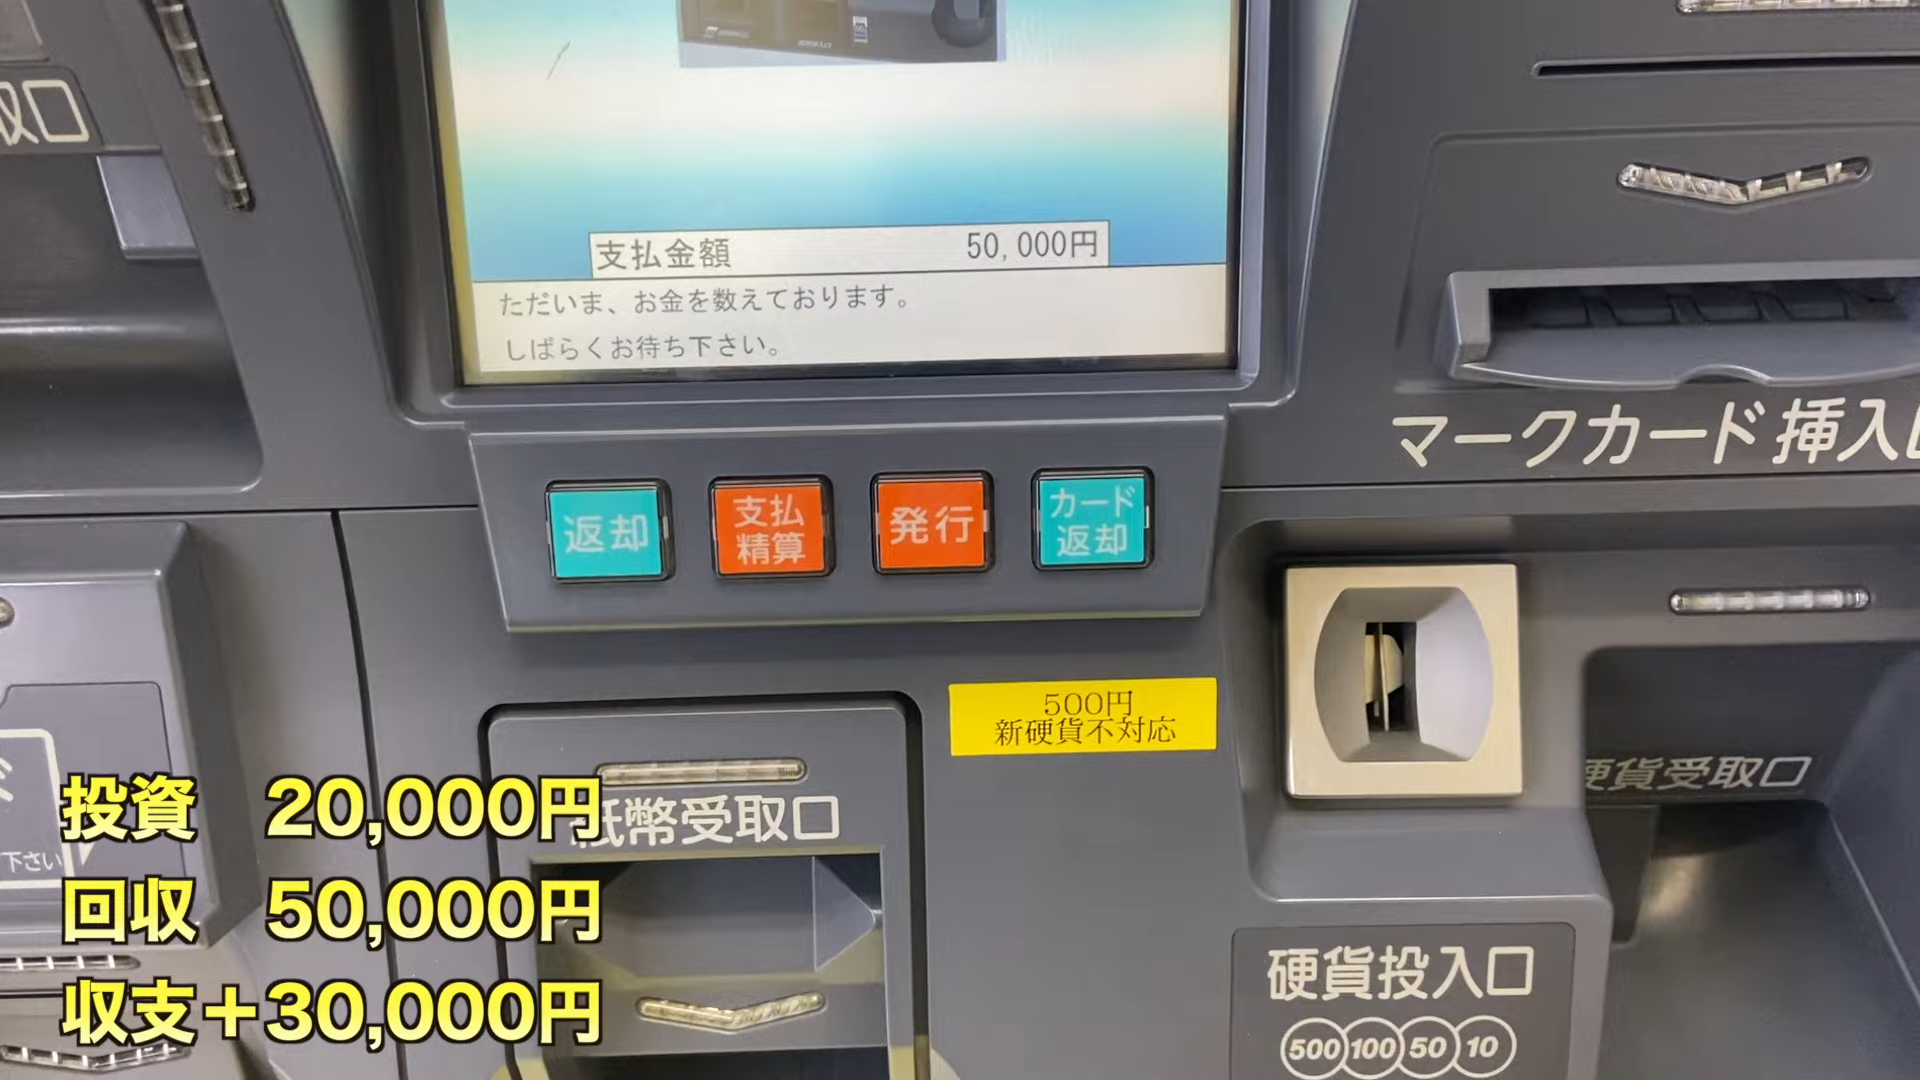 取口
支払金額 50,000円
ただいま、お金を数えております。
しばらくお待ち下さい。
マークカード挿入口
返却
支払
精算
発行
カード
返却
500円
新硬貨不対応
紙幣受取口
硬貨受取口
下さい
硬貨投入口
500 100 50 10
投資 20,000円
回収 50,000円
収支+30,000円